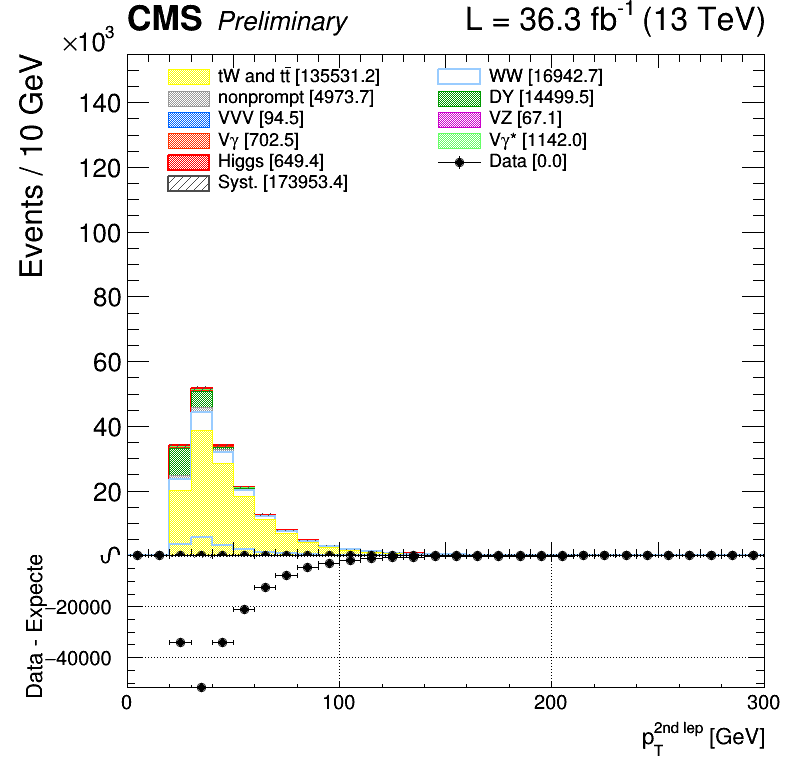 CMS Preliminary L = 36.3 fb-1 (13 TeV)
×10³
Events / 10 GeV
tW and tt̄ [135531.2]
nonprompt [4973.7]
VVV [94.5]
Vγ [702.5]
Higgs [649.4]
Syst. [173953.4]
WW [16942.7]
DY [14499.5]
VZ [67.1]
Vγ* [1142.0]
Data [0.0]
140
120
100
80
60
40
20
0
Data - Expecte
−20000
−40000
0 100 200 300
pT 2nd lep [GeV]